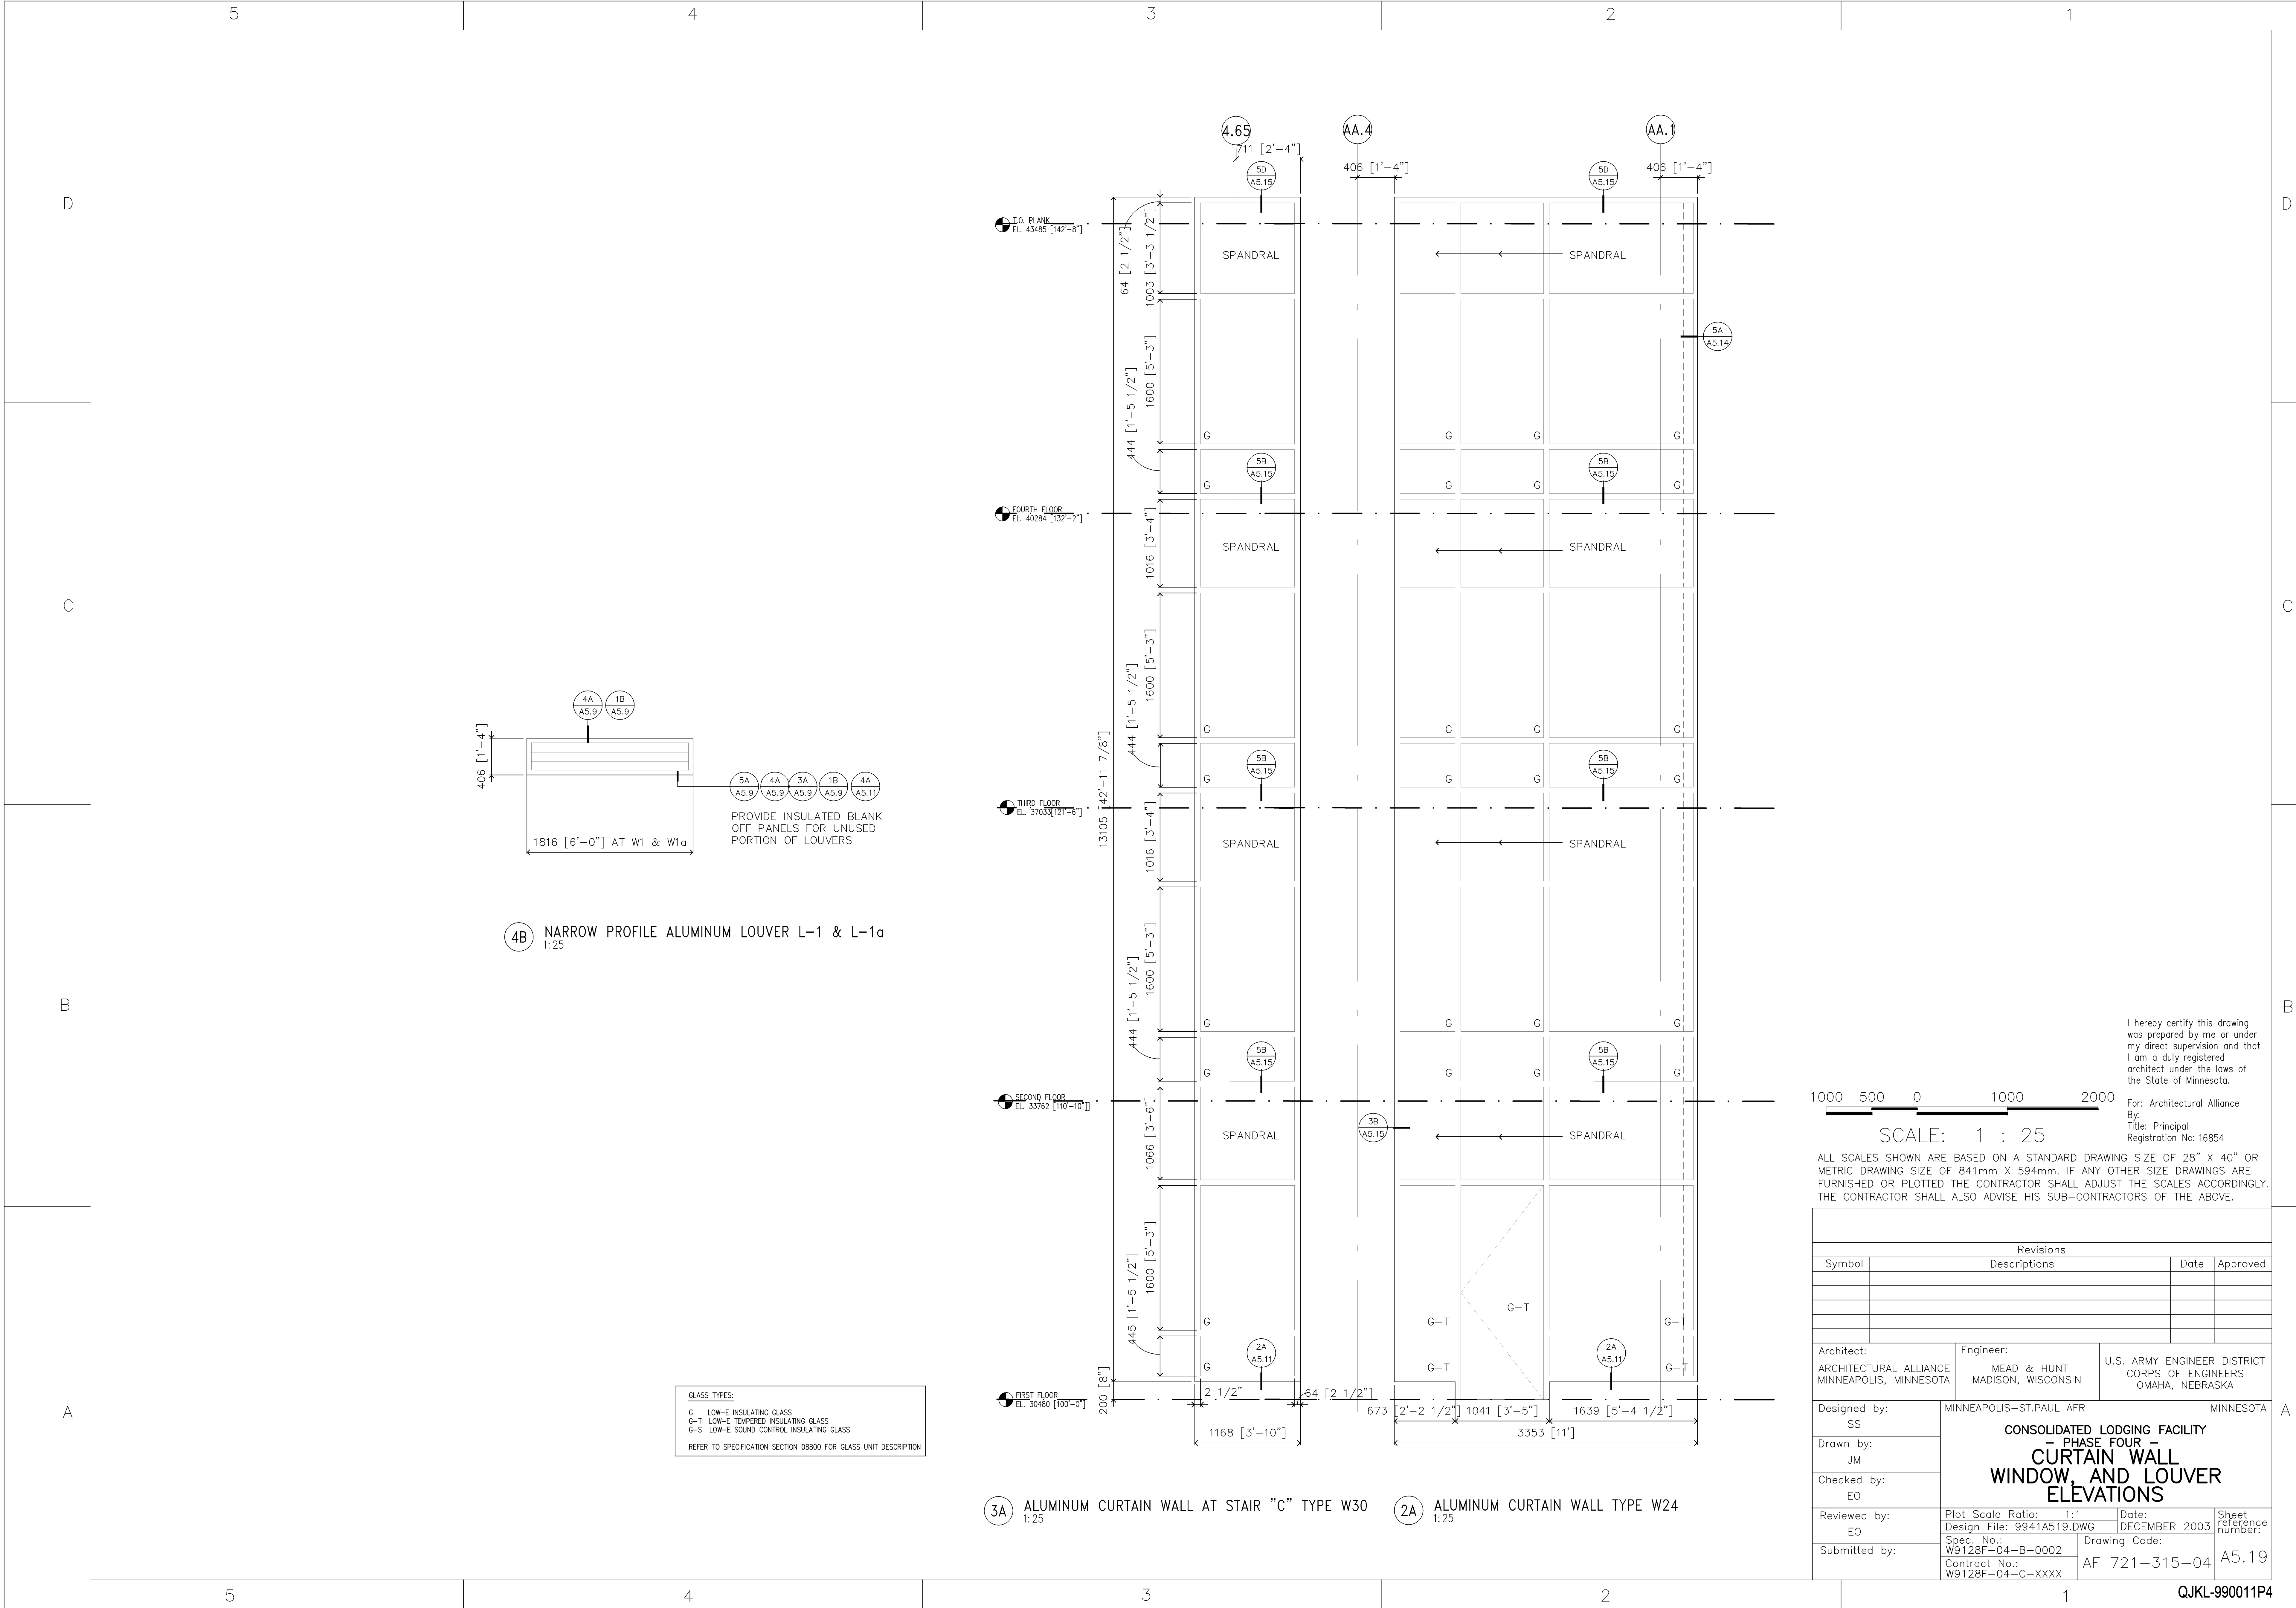 5 4 3 2 1
D
C
B
A
D
C
B
A
4.65
711 [2'-4"]
AA.4
406 [1'-4"]
AA.1
406 [1'-4"]
5D
A5.15
5D
A5.15
T.O. PLANK
EL. 43485 [142'-8"]
64 [2 1/2"]
1003 [3'-3 1/2"]
SPANDRAL
SPANDRAL
5A
A5.14
1600 [5'-3"]
444 [1'-5 1/2"]
G G G G
5B
A5.15
5B
A5.15
G G G G
FOURTH FLOOR
EL. 40284 [132'-2"]
1016 [3'-4"]
SPANDRAL
SPANDRAL
1600 [5'-3"]
444 [1'-5 1/2"]
13105 [42'-11 7/8"]
G G G G
5B
A5.15
5B
A5.15
G G G G
THIRD FLOOR
EL. 37033[121'-6"]
1016 [3'-4"]
SPANDRAL
SPANDRAL
1600 [5'-3"]
444 [1'-5 1/2"]
G G G G
5B
A5.15
5B
A5.15
G G G G
SECOND FLOOR
EL. 33762 [110'-10"]]
1066 [3'-6"]
3B
A5.15
SPANDRAL
SPANDRAL
1600 [5'-3"]
445 [1'-5 1/2"]
G G-T G-T G-T
2A
A5.11
2A
A5.11
G G-T G-T
200 [8"]
FIRST FLOOR
EL. 30480 [100'-0"]
2 1/2"
64 [2 1/2"]
673 [2'-2 1/2"] 1041 [3'-5"] 1639 [5'-4 1/2"]
1168 [3'-10"]
3353 [11']
3A
ALUMINUM CURTAIN WALL AT STAIR "C" TYPE W30
1:25
2A
ALUMINUM CURTAIN WALL TYPE W24
1:25
4A
A5.9
1B
A5.9
406 [1'-4"]
5A
A5.9
4A
A5.9
3A
A5.9
1B
A5.9
4A
A5.11
PROVIDE INSULATED BLANK
OFF PANELS FOR UNUSED
PORTION OF LOUVERS
1816 [6'-0"] AT W1 & W1a
4B
NARROW PROFILE ALUMINUM LOUVER L-1 & L-1a
1:25
GLASS TYPES:
G LOW-E INSULATING GLASS
G-T LOW-E TEMPERED INSULATING GLASS
G-S LOW-E SOUND CONTROL INSULATING GLASS
REFER TO SPECIFICATION SECTION 08800 FOR GLASS UNIT DESCRIPTION
I hereby certify this drawing
was prepared by me or under
my direct supervision and that
I am a duly registered
architect under the laws of
the State of Minnesota.
For: Architectural Alliance
By:
Title: Principal
Registration No: 16854
1000 500 0 1000 2000
SCALE: 1 : 25
ALL SCALES SHOWN ARE BASED ON A STANDARD DRAWING SIZE OF 28" X 40" OR
METRIC DRAWING SIZE OF 841mm X 594mm. IF ANY OTHER SIZE DRAWINGS ARE
FURNISHED OR PLOTTED THE CONTRACTOR SHALL ADJUST THE SCALES ACCORDINGLY.
THE CONTRACTOR SHALL ALSO ADVISE HIS SUB-CONTRACTORS OF THE ABOVE.
Revisions
Symbol Descriptions Date Approved
Architect:
ARCHITECTURAL ALLIANCE
MINNEAPOLIS, MINNESOTA
Engineer:
MEAD & HUNT
MADISON, WISCONSIN
U.S. ARMY ENGINEER DISTRICT
CORPS OF ENGINEERS
OMAHA, NEBRASKA
Designed by:
SS
Drawn by:
JM
Checked by:
EO
Reviewed by:
EO
Submitted by:
MINNEAPOLIS-ST.PAUL AFR MINNESOTA
CONSOLIDATED LODGING FACILITY
- PHASE FOUR -
CURTAIN WALL
WINDOW, AND LOUVER
ELEVATIONS
Plot Scale Ratio: 1:1
Design File: 9941A519.DWG
Date:
DECEMBER 2003
Sheet
reference
number:
A5.19
Spec. No.:
W9128F-04-B-0002
Contract No.:
W9128F-04-C-XXXX
Drawing Code:
AF 721-315-04
5 4 3 2 1
QJKL-990011P4